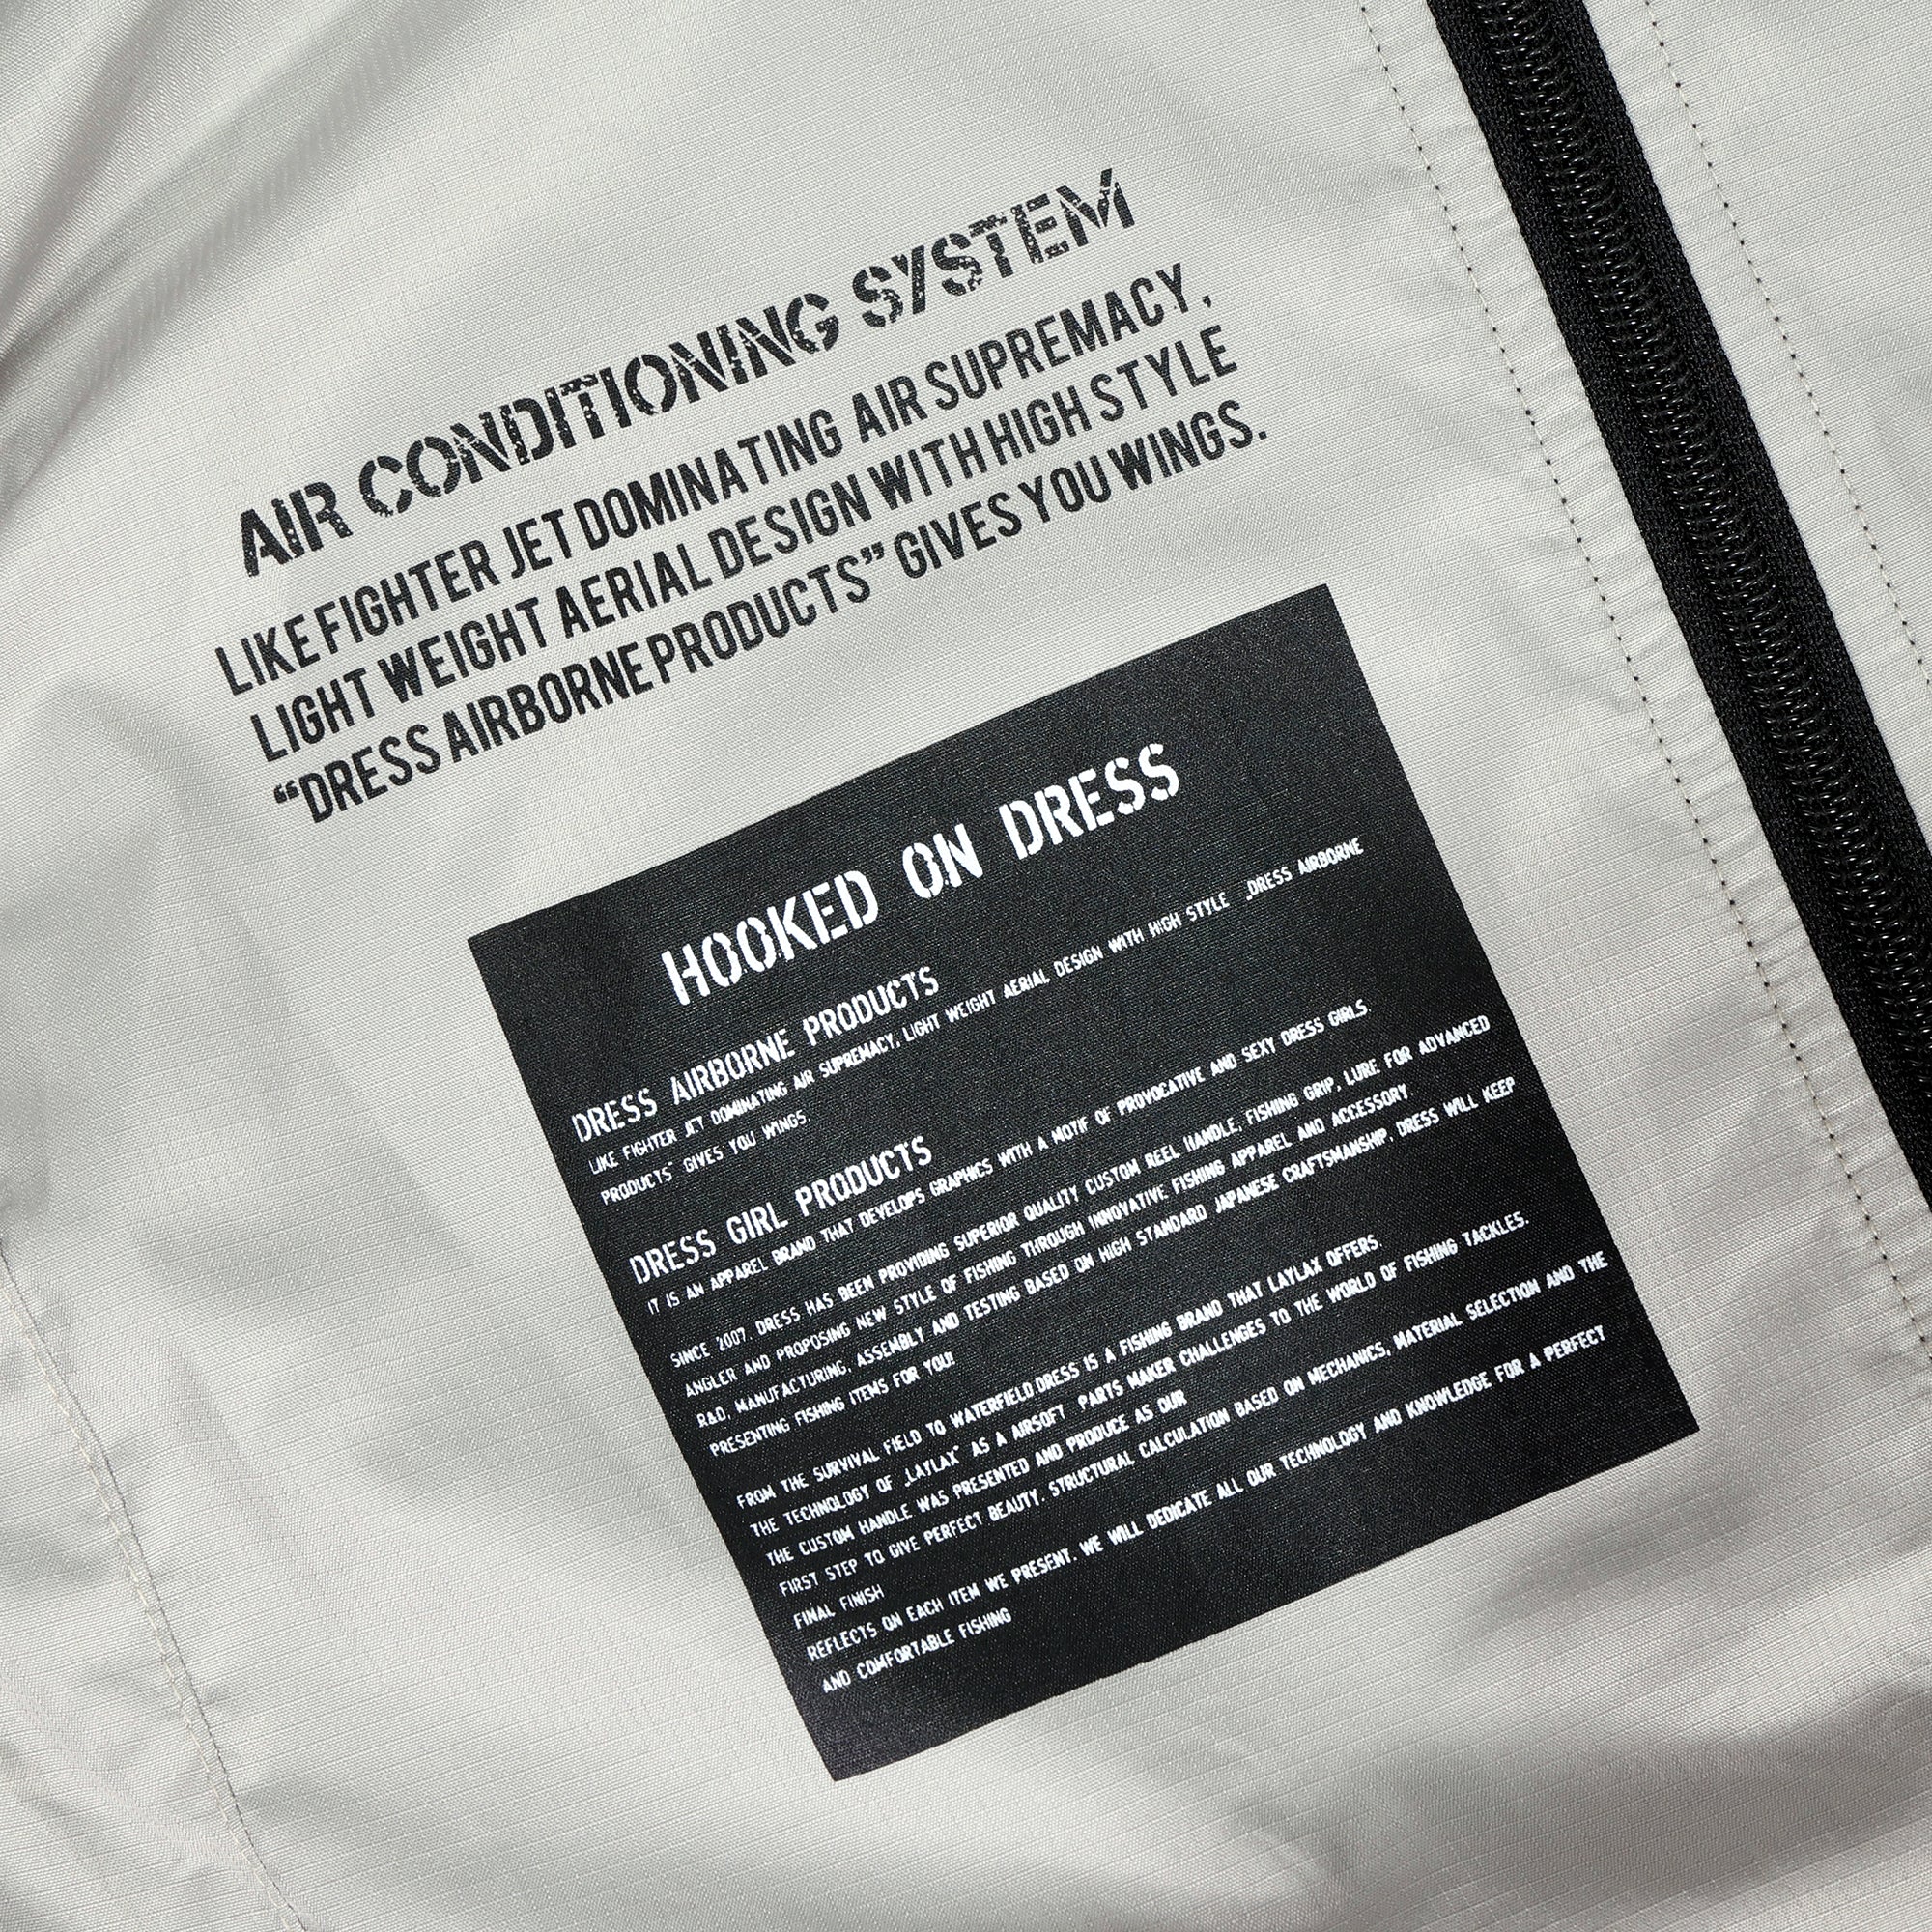 AIR CONDITIONING SYSTEM
LIKE FIGHTER JET DOMINATING AIR SUPREMACY,
LIGHT WEIGHT AERIAL DESIGN WITH HIGH STYLE
“DRESS AIRBORNE PRODUCTS” GIVES YOU WINGS.
HOOKED ON DRESS
DRESS AIRBORNE PRODUCTS
LIKE FIGHTER JET DOMINATING AIR SUPREMACY, LIGHT WEIGHT AERIAL DESIGN WITH HIGH STYLE _DRESS AIRBORNE
PRODUCTS" GIVES YOU WINGS.
DRESS GIRL PRODUCTS
IT IS AN APPAREL BRAND THAT DEVELOPS GRAPHICS WITH A MOTIF OF PROVOCATIVE AND SEXY DRESS GIRLS.
SINCE 2007, DRESS HAS BEEN PROVIDING SUPERIOR QUALITY CUSTOM REEL HANDLE, FISHING GRIP, LURE FOR ADVANCED
ANGLER AND PROPOSING NEW STYLE OF FISHING THROUGH INNOVATIVE FISHING APPAREL AND ACCESSORY.
R&D, MANUFACTURING, ASSEMBLY AND TESTING BASED ON HIGH STANDARD JAPANESE CRAFTSMANSHIP, DRESS WILL KEEP
PRESENTING FISHING ITEMS FOR YOU!
FROM THE SURVIVAL FIELD TO WATERFIELD.DRESS IS A FISHING BRAND THAT LAYLAX OFFERS.
THE TECHNOLOGY OF _LAYLAX" AS A AIRSOFT PARTS MAKER CHALLENGES TO THE WORLD OF FISHING TACKLES.
THE CUSTOM HANDLE WAS PRESENTED AND PRODUCE AS OUR
FIRST STEP TO GIVE PERFECT BEAUTY. STRUCTURAL CALCULATION BASED ON MECHANICS, MATERIAL SELECTION AND THE
FINAL FINISH
REFLECTS ON EACH ITEM WE PRESENT. WE WILL DEDICATE ALL OUR TECHNOLOGY AND KNOWLEDGE FOR A PERFECT
AND COMFORTABLE FISHING